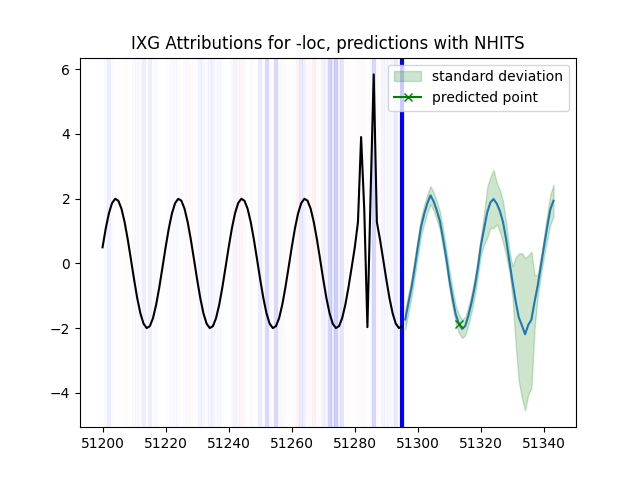 IXG Attributions for -loc, predictions with NHITS
standard deviation
predicted point
6
4
2
0
−2
−4
51200 51220 51240 51260 51280 51300 51320 51340